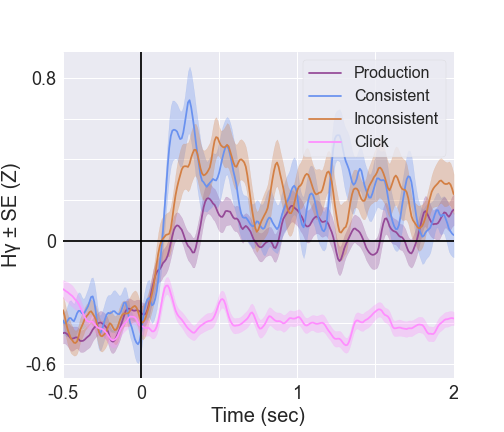 Production
Consistent
Inconsistent
Click
0.8
0
-0.6
Hγ ± SE (Z)
-0.5
0
1
2
Time (sec)